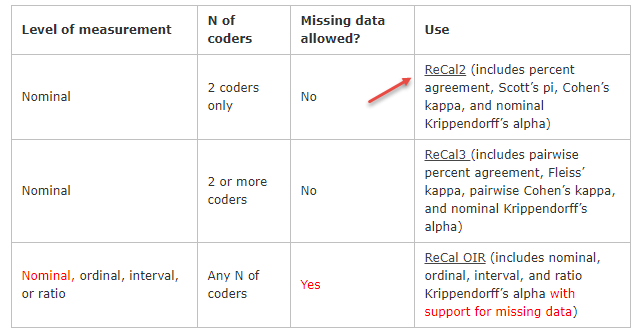 Level of measurement
N of
coders
Missing data
allowed?
Use
Nominal
2 coders
only
No
ReCal2 (includes percent
agreement, Scott’s pi, Cohen’s
kappa, and nominal
Krippendorff’s alpha)
Nominal
2 or more
coders
No
ReCal3 (includes pairwise
percent agreement, Fleiss’
kappa, pairwise Cohen’s kappa,
and nominal Krippendorff’s
alpha)
Nominal, ordinal, interval,
or ratio
Any N of
coders
Yes
ReCal OIR (includes nominal,
ordinal, interval, and ratio
Krippendorff’s alpha with
support for missing data)